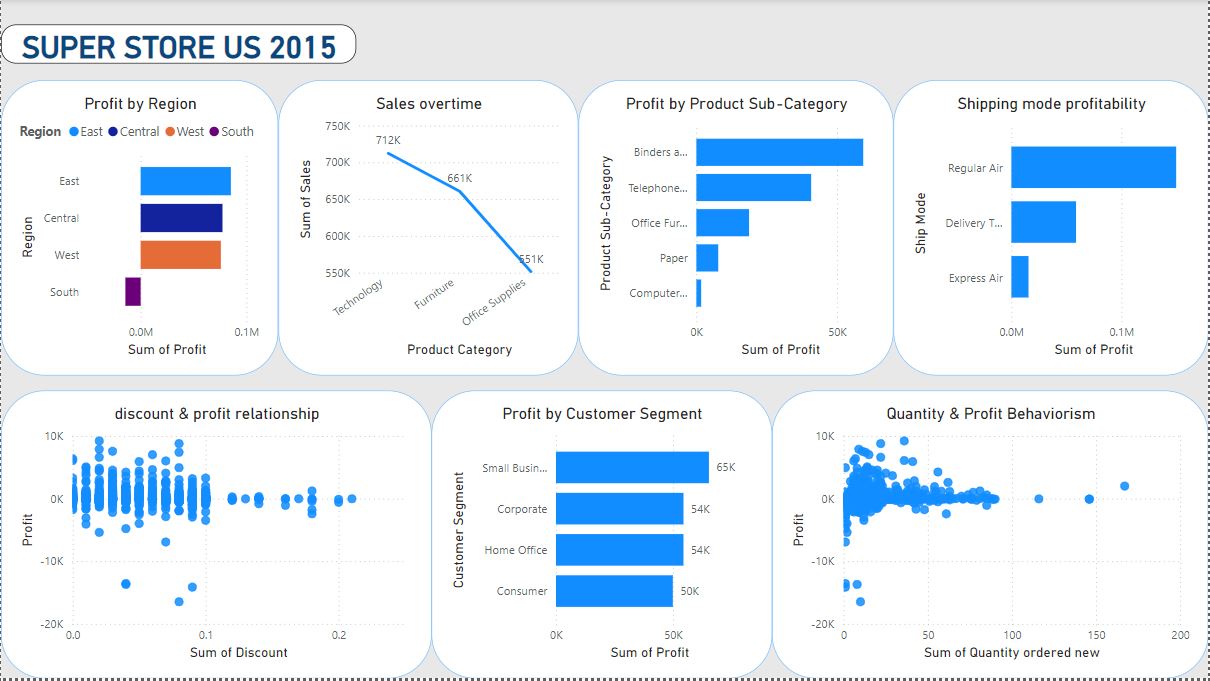 SUPER STORE US 2015
Profit by Region
Region East Central West South
Region
East
Central
West
South
0.0M 0.1M
Sum of Profit
Sales overtime
Sum of Sales
750K
700K
650K
600K
550K
712K
661K
551K
Technology
Furniture
Office Supplies
Product Category
Profit by Product Sub-Category
Product Sub-Category
Binders a...
Telephone...
Office Fur...
Paper
Computer...
0K 50K
Sum of Profit
Shipping mode profitability
Ship Mode
Regular Air
Delivery T...
Express Air
0.0M 0.1M
Sum of Profit
discount & profit relationship
Profit
10K
0K
-10K
-20K
0.0 0.1 0.2
Sum of Discount
Profit by Customer Segment
Customer Segment
Small Busin... 65K
Corporate 54K
Home Office 54K
Consumer 50K
0K 50K
Sum of Profit
Quantity & Profit Behaviorism
Profit
10K
0K
-10K
-20K
0 50 100 150 200
Sum of Quantity ordered new